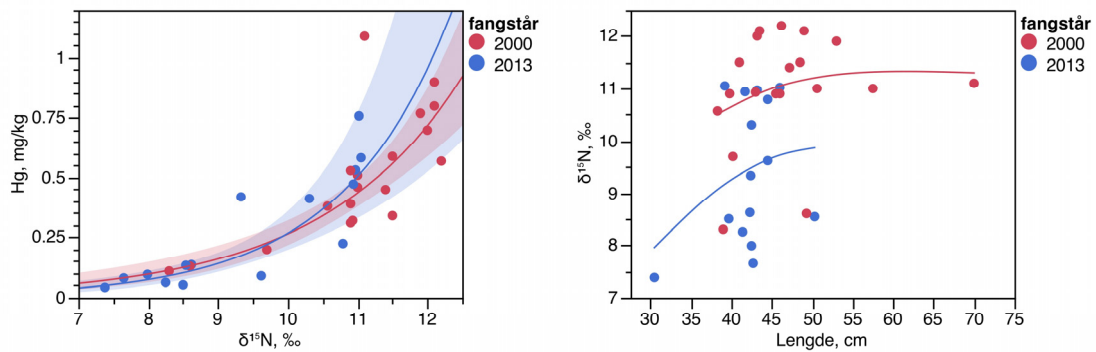 fangstår
2000
2013
Hg, mg/kg
1
0.75
0.5
0.25
0
7 8 9 10 11 12
δ¹⁵N, ‰
fangstår
2000
2013
δ¹⁵N, ‰
12
11
10
9
8
7
30 35 40 45 50 55 60 65 70 75
Lengde, cm